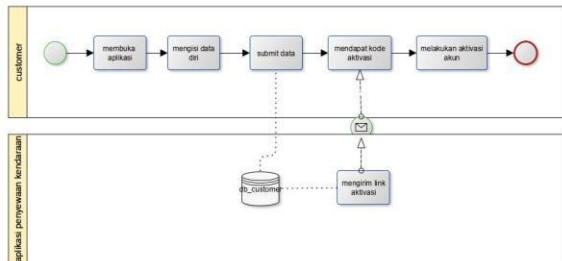 customer
membuka
aplikasi
mengisi data
diri
submit data
mendapat kode
aktivasi
melakukan aktivasi
akun
aplikasi penyewaan kendaraan
db_customer
mengirim link
aktivasi